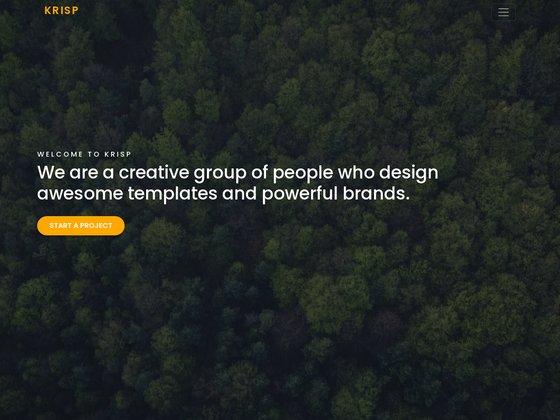 KRISP
WELCOME TO KRISP
We are a creative group of people who design
awesome templates and powerful brands.
START A PROJECT